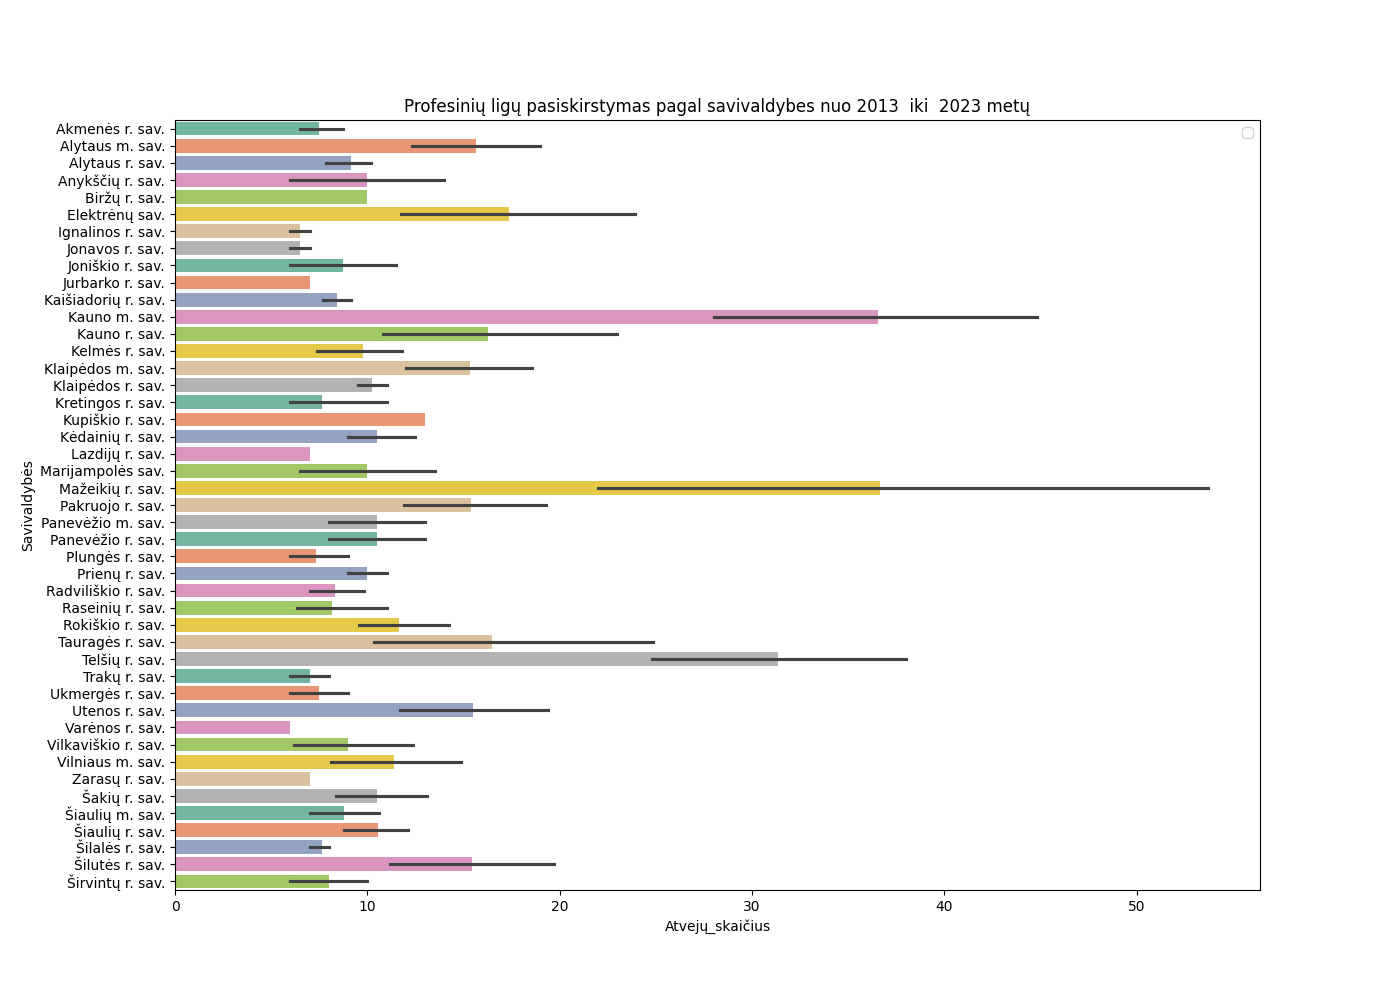 Profesinių ligų pasiskirstymas pagal savivaldybes nuo 2013  iki  2023 metų
Savivaldybės
Akmenės r. sav.
Alytaus m. sav.
Alytaus r. sav.
Anykščių r. sav.
Biržų r. sav.
Elektrėnų sav.
Ignalinos r. sav.
Jonavos r. sav.
Joniškio r. sav.
Jurbarko r. sav.
Kaišiadorių r. sav.
Kauno m. sav.
Kauno r. sav.
Kelmės r. sav.
Klaipėdos m. sav.
Klaipėdos r. sav.
Kretingos r. sav.
Kupiškio r. sav.
Kėdainių r. sav.
Lazdijų r. sav.
Marijampolės sav.
Mažeikių r. sav.
Pakruojo r. sav.
Panevėžio m. sav.
Panevėžio r. sav.
Plungės r. sav.
Prienų r. sav.
Radviliškio r. sav.
Raseinių r. sav.
Rokiškio r. sav.
Tauragės r. sav.
Telšių r. sav.
Trakų r. sav.
Ukmergės r. sav.
Utenos r. sav.
Varėnos r. sav.
Vilkaviškio r. sav.
Vilniaus m. sav.
Zarasų r. sav.
Šakių r. sav.
Šiaulių m. sav.
Šiaulių r. sav.
Šilalės r. sav.
Šilutės r. sav.
Širvintų r. sav.
0 10 20 30 40 50
Atvejų_skaičius